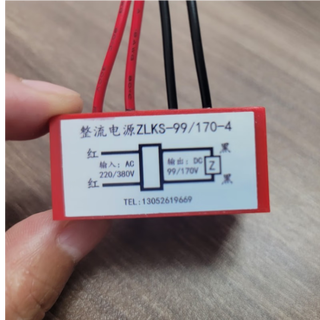 整流电源ZLKS-99/170-4
红 黑
输入: AC 输出: DC
220/380V 99/170V Z
红 黑
TEL:13052619669